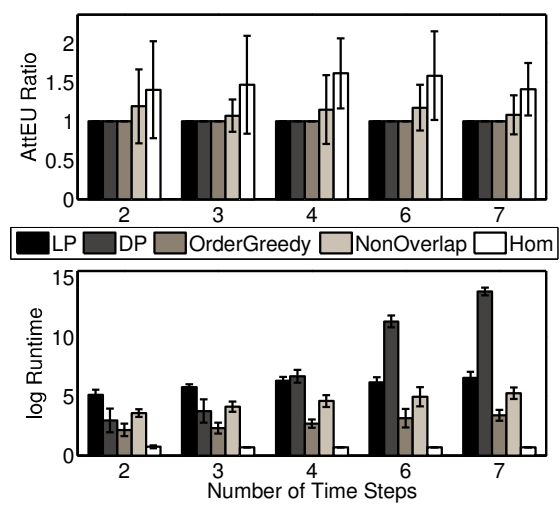 AttEU Ratio
2
1.5
1
0.5
0
2 3 4 6 7
LP DP OrderGreedy NonOverlap Hom
log Runtime
15
10
5
0
2 3 4 6 7
Number of Time Steps